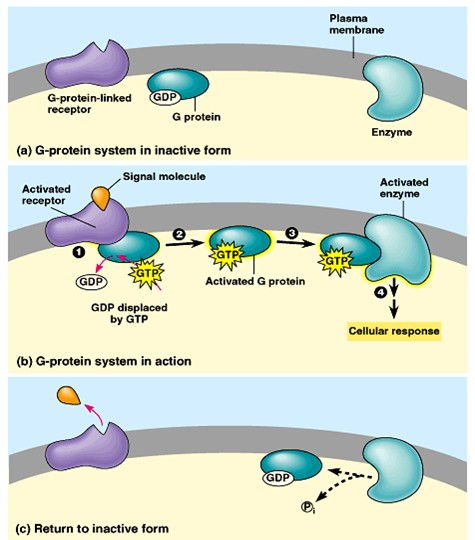 Plasma
membrane
G-protein-linked
receptor
GDP
G protein
Enzyme
(a) G-protein system in inactive form
Signal molecule
Activated
receptor
Activated
enzyme
1
2
3
GTP
GTP
GTP
GDP
Activated G protein
4
GDP displaced
by GTP
Cellular response
(b) G-protein system in action
GDP
Pi
(c) Return to inactive form